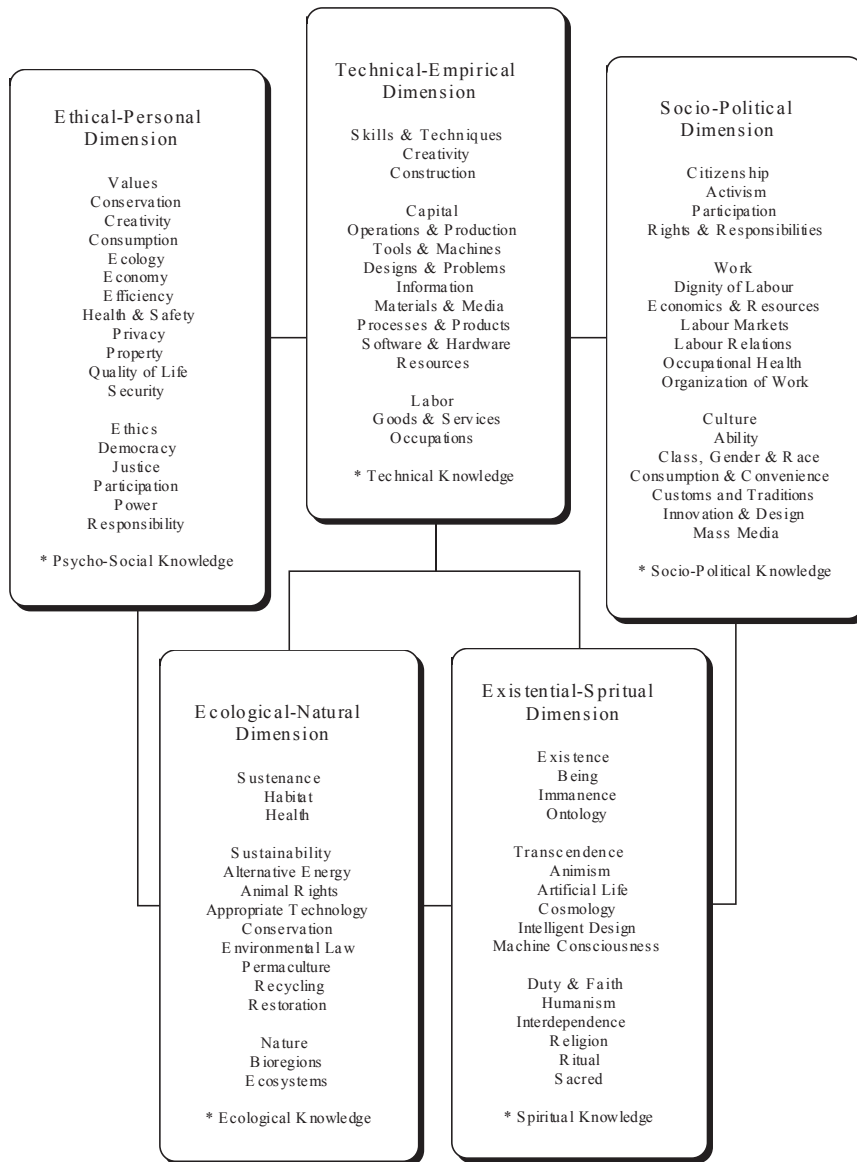 Ethical-Personal
Dimension
Values
Conservation
Creativity
Consumption
Ecology
Economy
Efficiency
Health & Safety
Privacy
Property
Quality of Life
Security
Ethics
Democracy
Justice
Participation
Power
Responsibility
* Psycho-Social Knowledge
Technical-Empirical
Dimension
Skills & Techniques
Creativity
Construction
Capital
Operations & Production
Tools & Machines
Designs & Problems
Information
Materials & Media
Processes & Products
Software & Hardware
Resources
Labor
Goods & Services
Occupations
* Technical Knowledge
Socio-Political
Dimension
Citizenship
Activism
Participation
Rights & Responsibilities
Work
Dignity of Labour
Economics & Resources
Labour Markets
Labour Relations
Occupational Health
Organization of Work
Culture
Ability
Class, Gender & Race
Consumption & Convenience
Customs and Traditions
Innovation & Design
Mass Media
* Socio-Political Knowledge
Ecological-Natural
Dimension
Sustenance
Habitat
Health
Sustainability
Alternative Energy
Animal Rights
Appropriate Technology
Conservation
Environmental Law
Permaculture
Recycling
Restoration
Nature
Bioregions
Ecosystems
* Ecological Knowledge
Existential-Spritual
Dimension
Existence
Being
Immanence
Ontology
Transcendence
Animism
Artificial Life
Cosmology
Intelligent Design
Machine Consciousness
Duty & Faith
Humanism
Interdependence
Religion
Ritual
Sacred
* Spiritual Knowledge